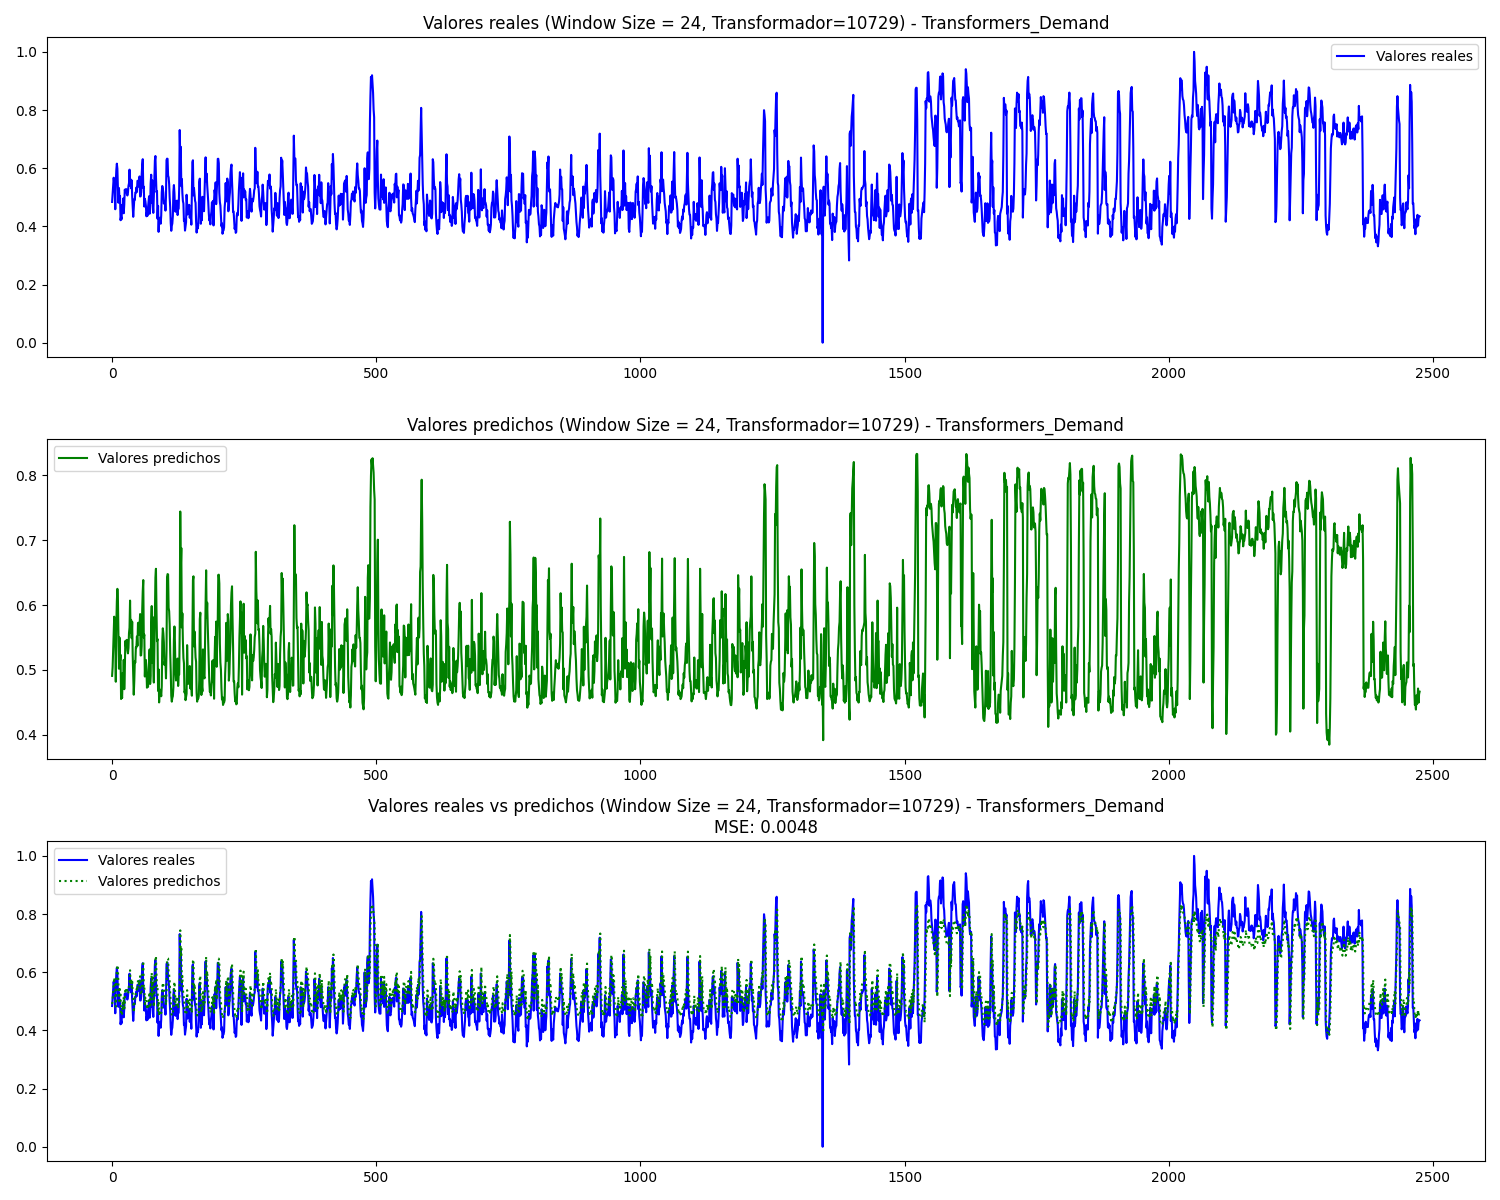 Valores reales (Window Size = 24, Transformador=10729) - Transformers_Demand
Valores reales
1.0
0.8
0.6
0.4
0.2
0.0
0 500 1000 1500 2000 2500
Valores predichos (Window Size = 24, Transformador=10729) - Transformers_Demand
Valores predichos
0.8
0.7
0.6
0.5
0.4
0 500 1000 1500 2000 2500
Valores reales vs predichos (Window Size = 24, Transformador=10729) - Transformers_Demand
MSE: 0.0048
Valores reales
Valores predichos
1.0
0.8
0.6
0.4
0.2
0.0
0 500 1000 1500 2000 2500